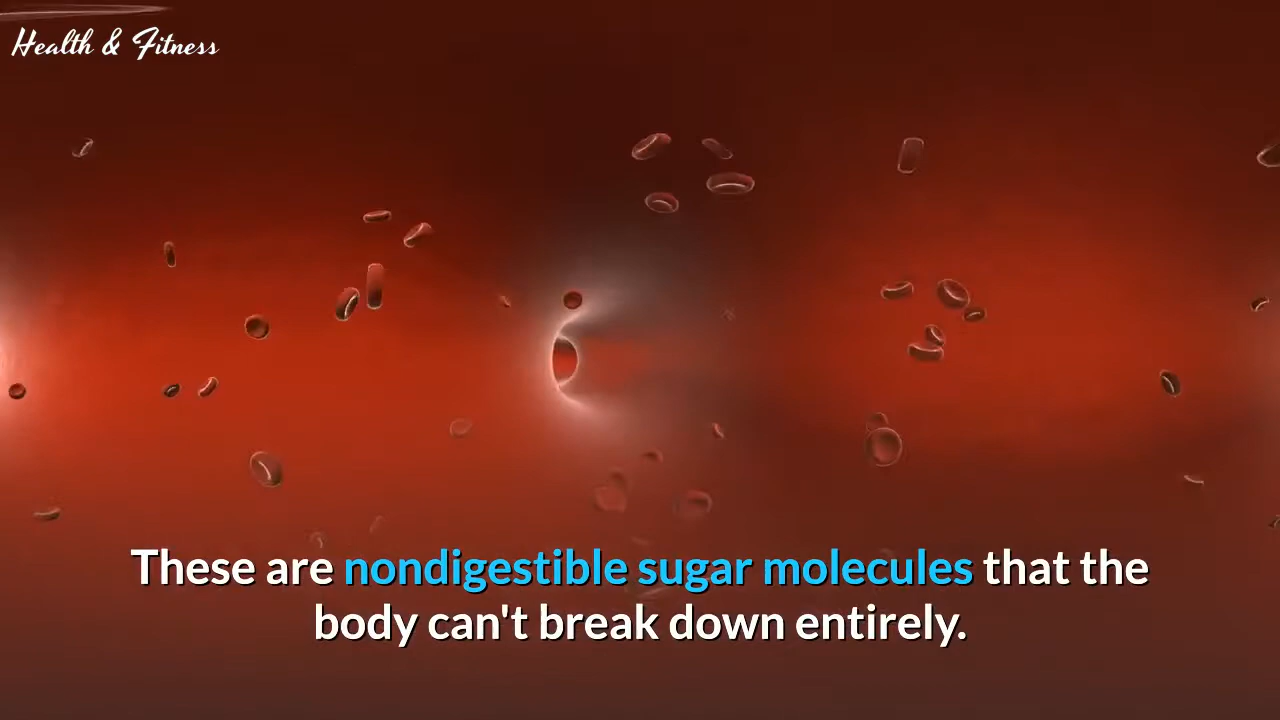 Health & Fitness
These are nondigestible sugar molecules that the
body can't break down entirely.